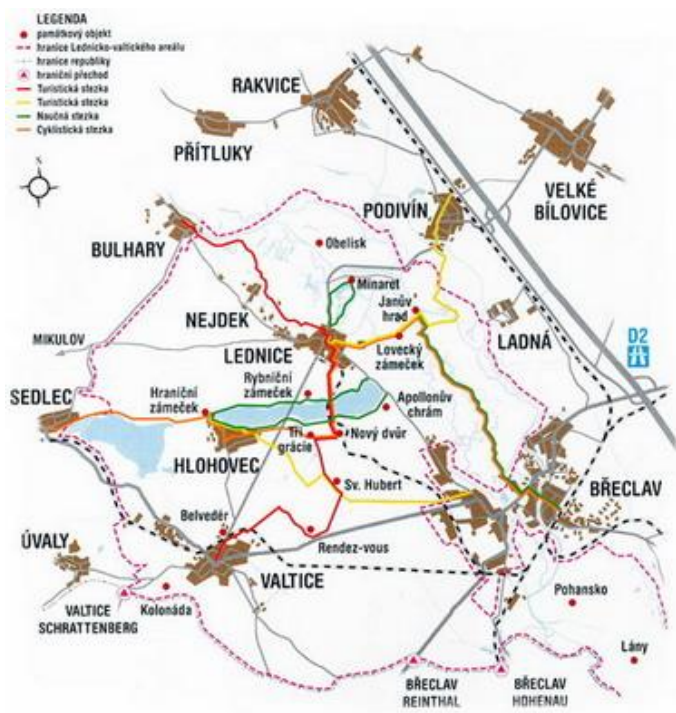 LEGENDA
památkový objekt
hranice Lednicko-valtického areálu
hranice republiky
hraniční přechod
Turistická stezka
Turistická stezka
Naučná stezka
Cyklistická stezka
RAKVICE
PŘÍTLUKY
VELKÉ
BÍLOVICE
PODIVÍN
BULHARY
Obelisk
Minaret
NEJDEK
Janův
hrad
LADNÁ
MIKULOV
LEDNICE
Lovecký
zámeček
D2
SEDLEC
Hraniční
zámeček
Rybniční
zámeček
Apollonův
chrám
HLOHOVEC
Tři
grácie
Nový dvůr
Sv. Hubert
BŘECLAV
Belvedér
ÚVALY
Rendez-vous
VALTICE
VALTICE
SCHRATTENBERG
Kolonáda
Pohansko
Lány
BŘECLAV
REINTHAL
BŘECLAV
HOHENAU